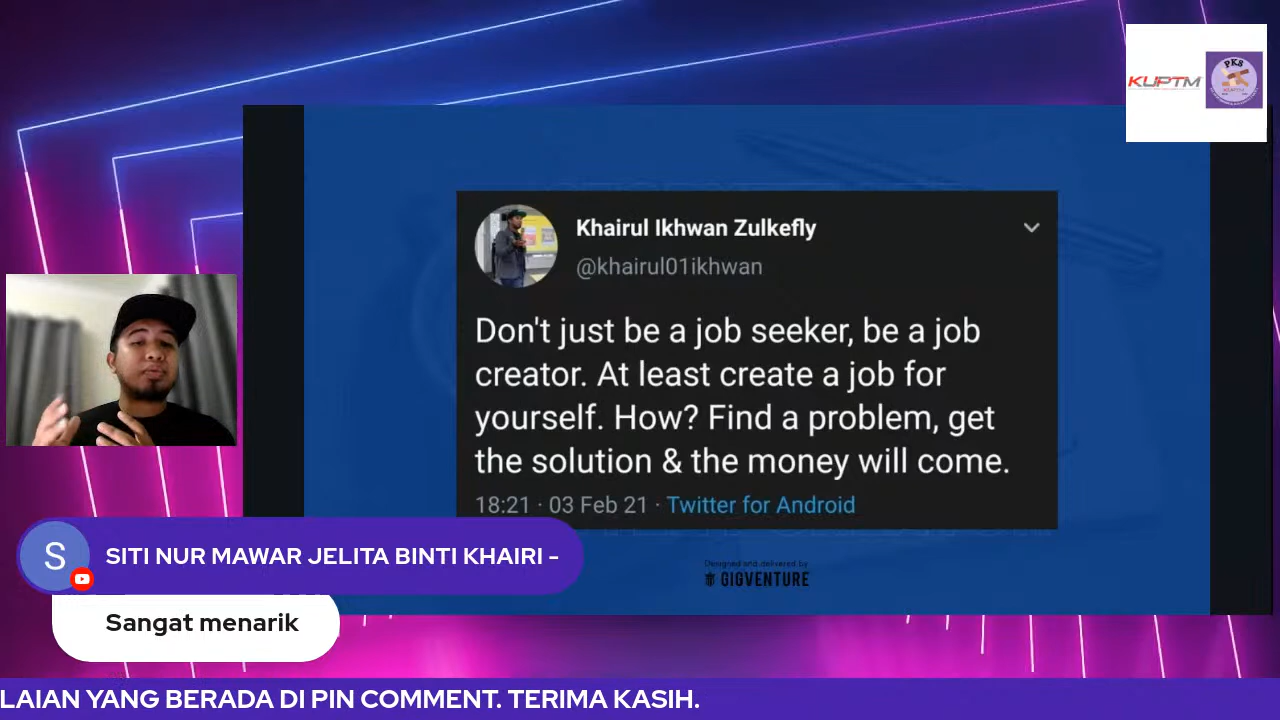 KUPTM
PKS
Khairul Ikhwan Zulkefly
@khairul01ikhwan
Don't just be a job seeker, be a job
creator. At least create a job for
yourself. How? Find a problem, get
the solution & the money will come.
18:21 · 03 Feb 21 · Twitter for Android
Designed and delivered by
GIGVENTURE
S
SITI NUR MAWAR JELITA BINTI KHAIRI -
Sangat menarik
LAIAN YANG BERADA DI PIN COMMENT. TERIMA KASIH.